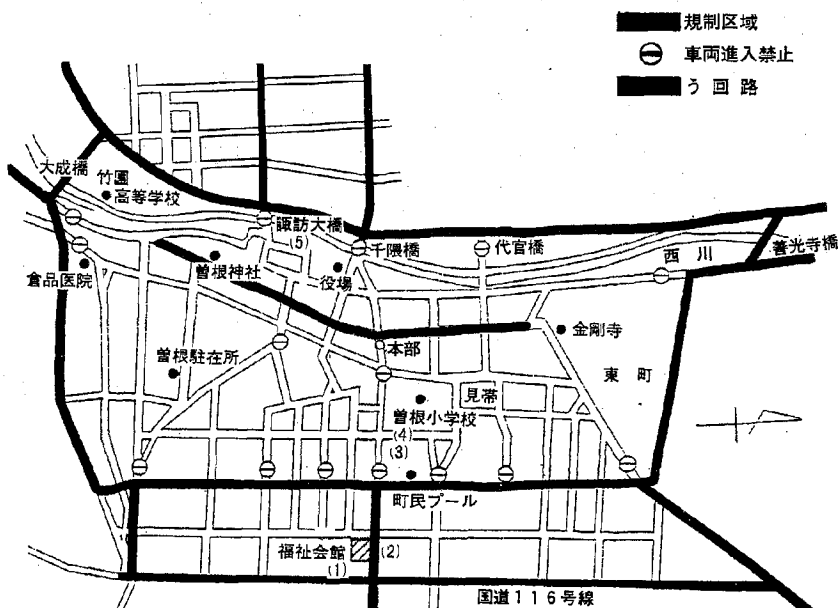 規制区域
車両進入禁止
う回路
大成橋
竹園
高等学校
諏訪大橋
(5)
千隈橋
代官橋
西川
善光寺橋
食品医院
曽根神社
役場
金剛寺
本部
曽根駐在所
東町
見帯
曽根小学校
(4)
(3)
町民プール
福祉会館
(2)
(1)
国道116号線